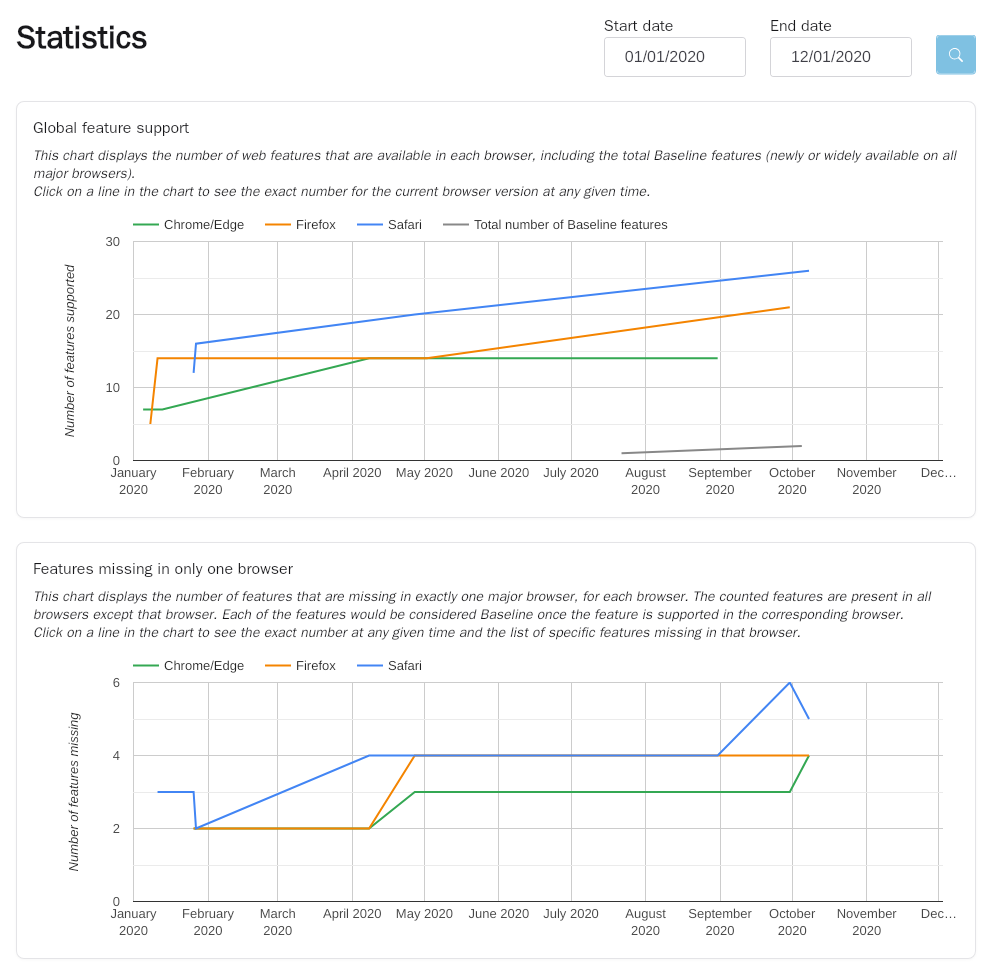 Statistics
Start date
End date
01/01/2020
12/01/2020
Global feature support
This chart displays the number of web features that are available in each browser, including the total Baseline features (newly or widely available on all
major browsers).
Click on a line in the chart to see the exact number for the current browser version at any given time.
Chrome/Edge
Firefox
Safari
Total number of Baseline features
Number of features supported
30
20
10
0
January
2020
February
2020
March
2020
April 2020
May 2020
June 2020
July 2020
August
2020
September
2020
October
2020
November
2020
Dec…
Features missing in only one browser
This chart displays the number of features that are missing in exactly one major browser, for each browser. The counted features are present in all
browsers except that browser. Each of the features would be considered Baseline once the feature is supported in the corresponding browser.
Click on a line in the chart to see the exact number at any given time and the list of specific features missing in that browser.
Chrome/Edge
Firefox
Safari
Number of features missing
6
4
2
0
January
2020
February
2020
March
2020
April 2020
May 2020
June 2020
July 2020
August
2020
September
2020
October
2020
November
2020
Dec…